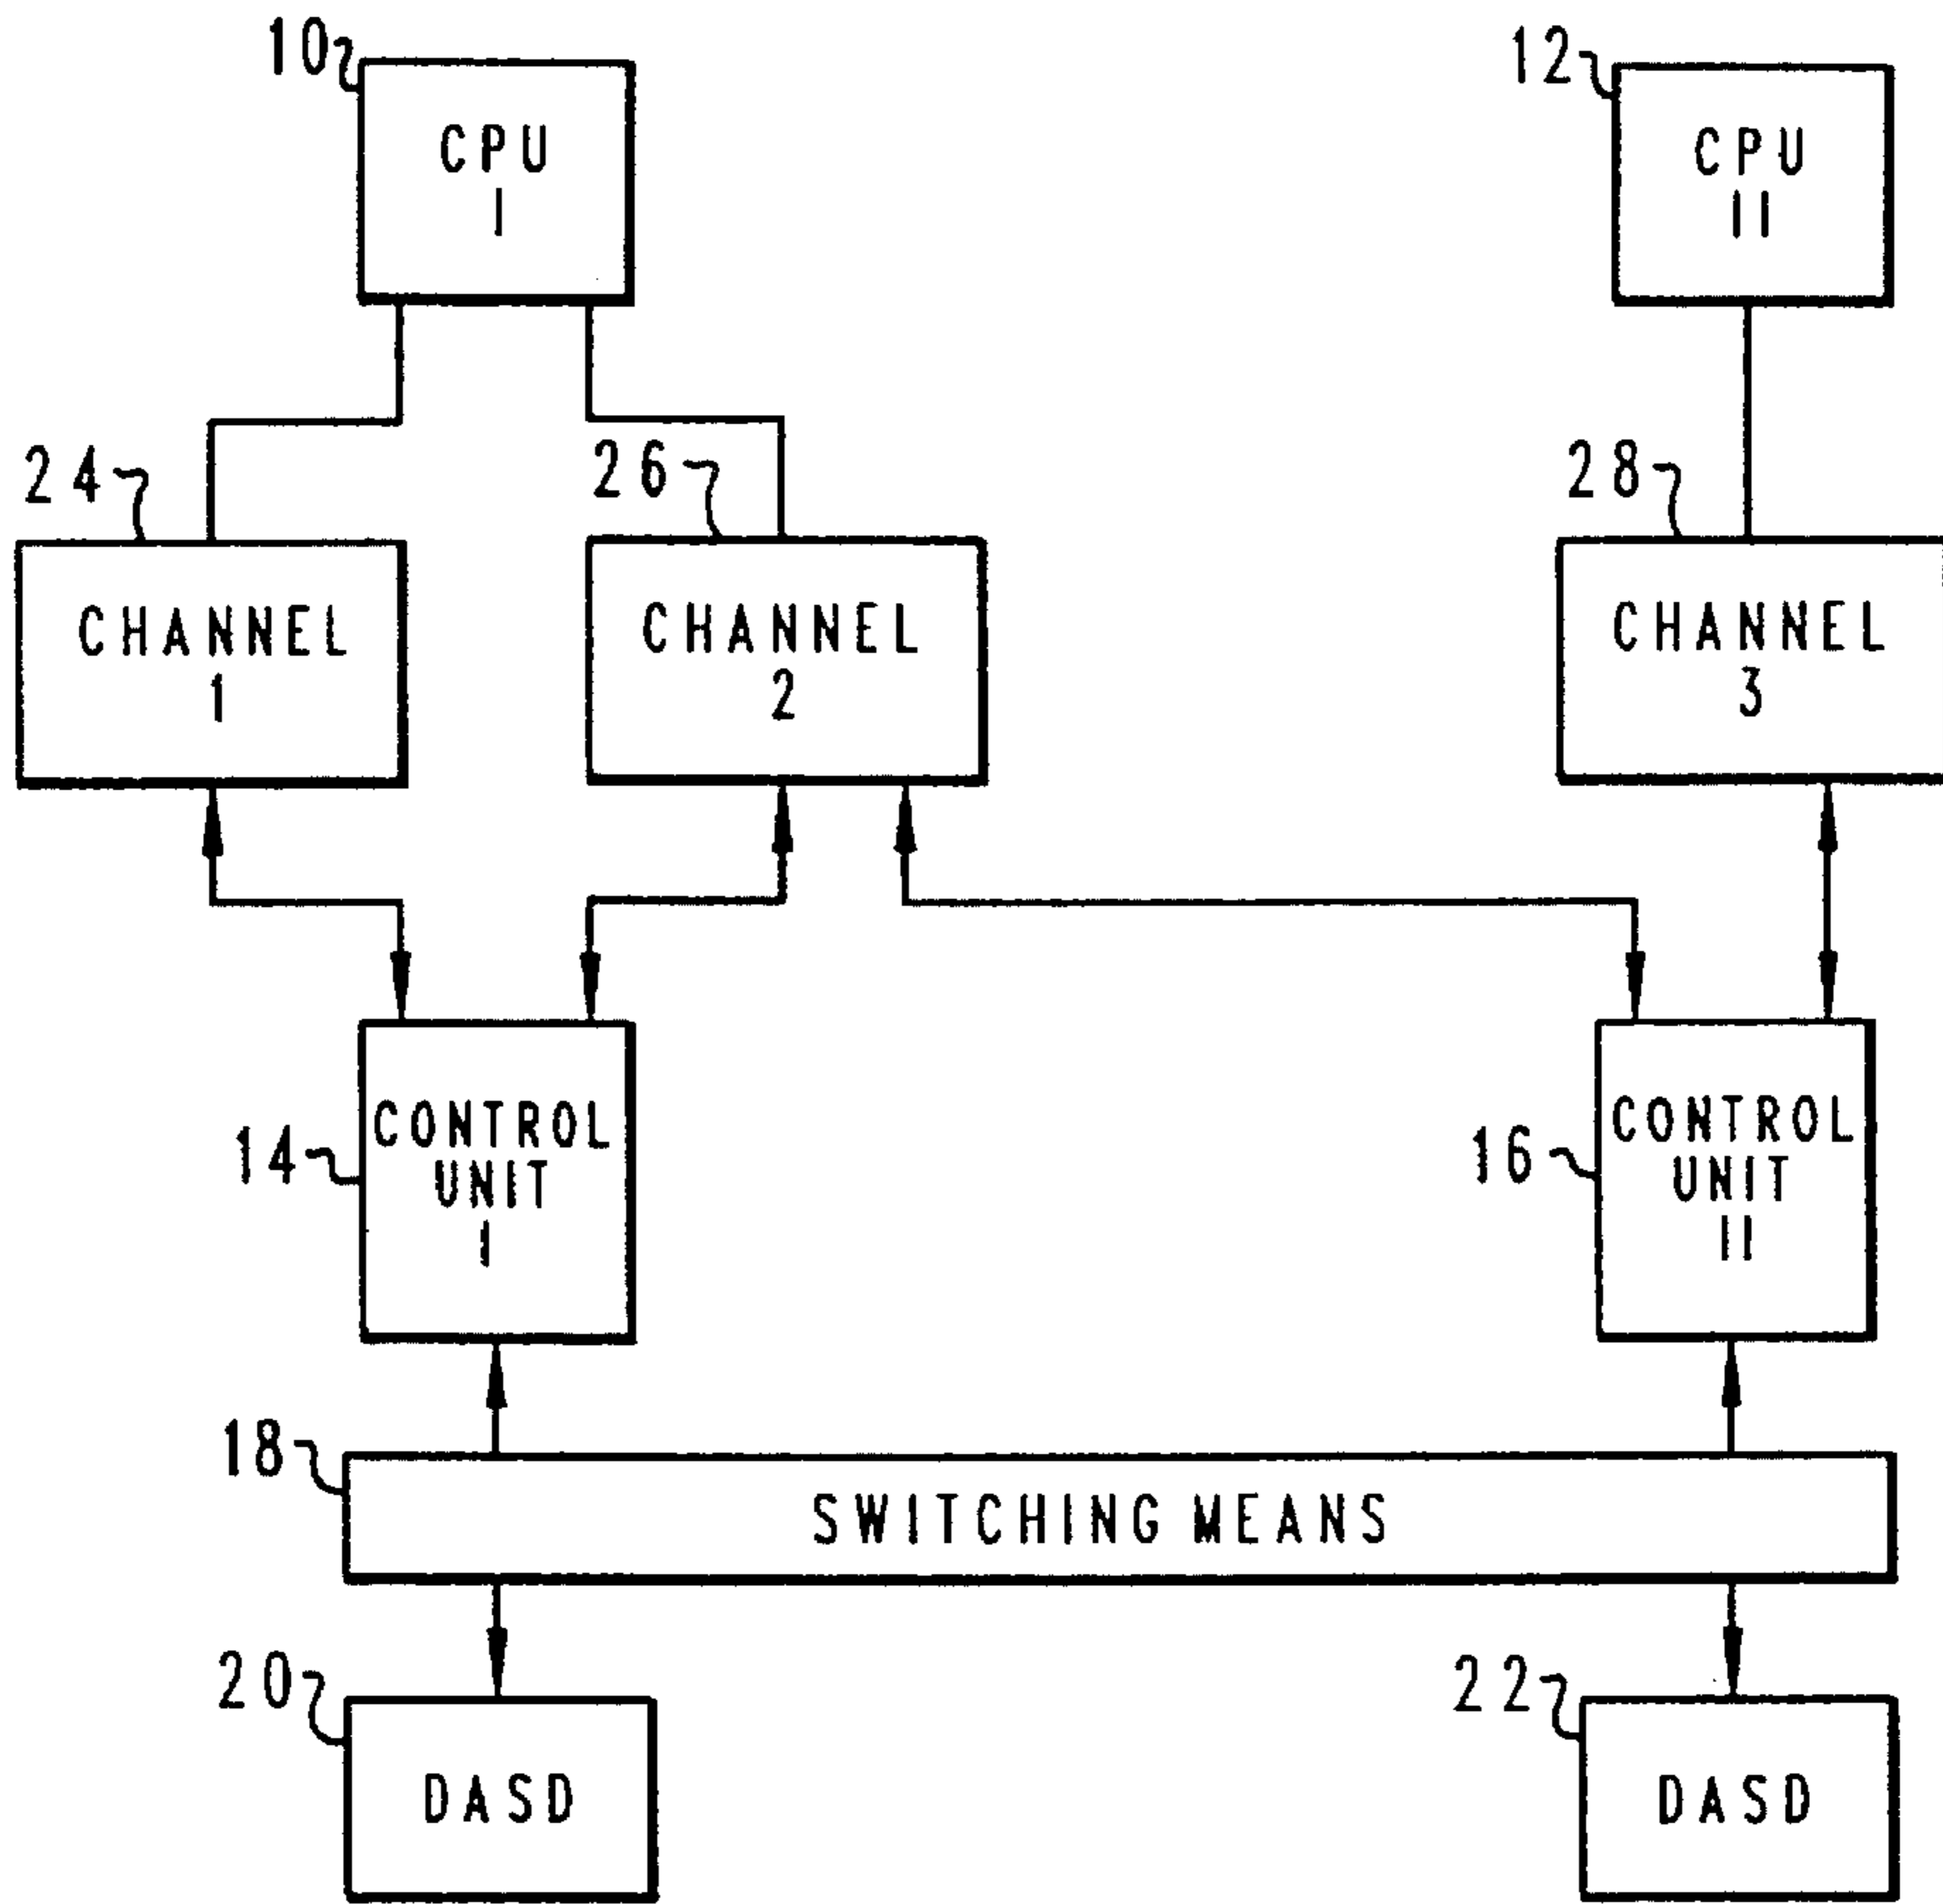 10
12
CPU
I
CPU
II
24
26
28
CHANNEL
1
CHANNEL
2
CHANNEL
3
14
CONTROL
UNIT
I
16
CONTROL
UNIT
II
18
SWITCHING MEANS
20
22
DASD
DASD